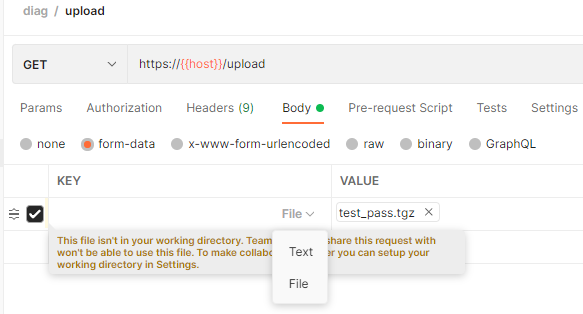 diag / upload
GET https://{{host}}/upload
Params Authorization Headers (9) Body Pre-request Script Tests Settings
none form-data x-www-form-urlencoded raw binary GraphQL
KEY VALUE
File test_pass.tgz
This file isn't in your working directory. Team share this request with
won't be able to use this file. To make collabo er you can setup your
working directory in Settings.
Text
File